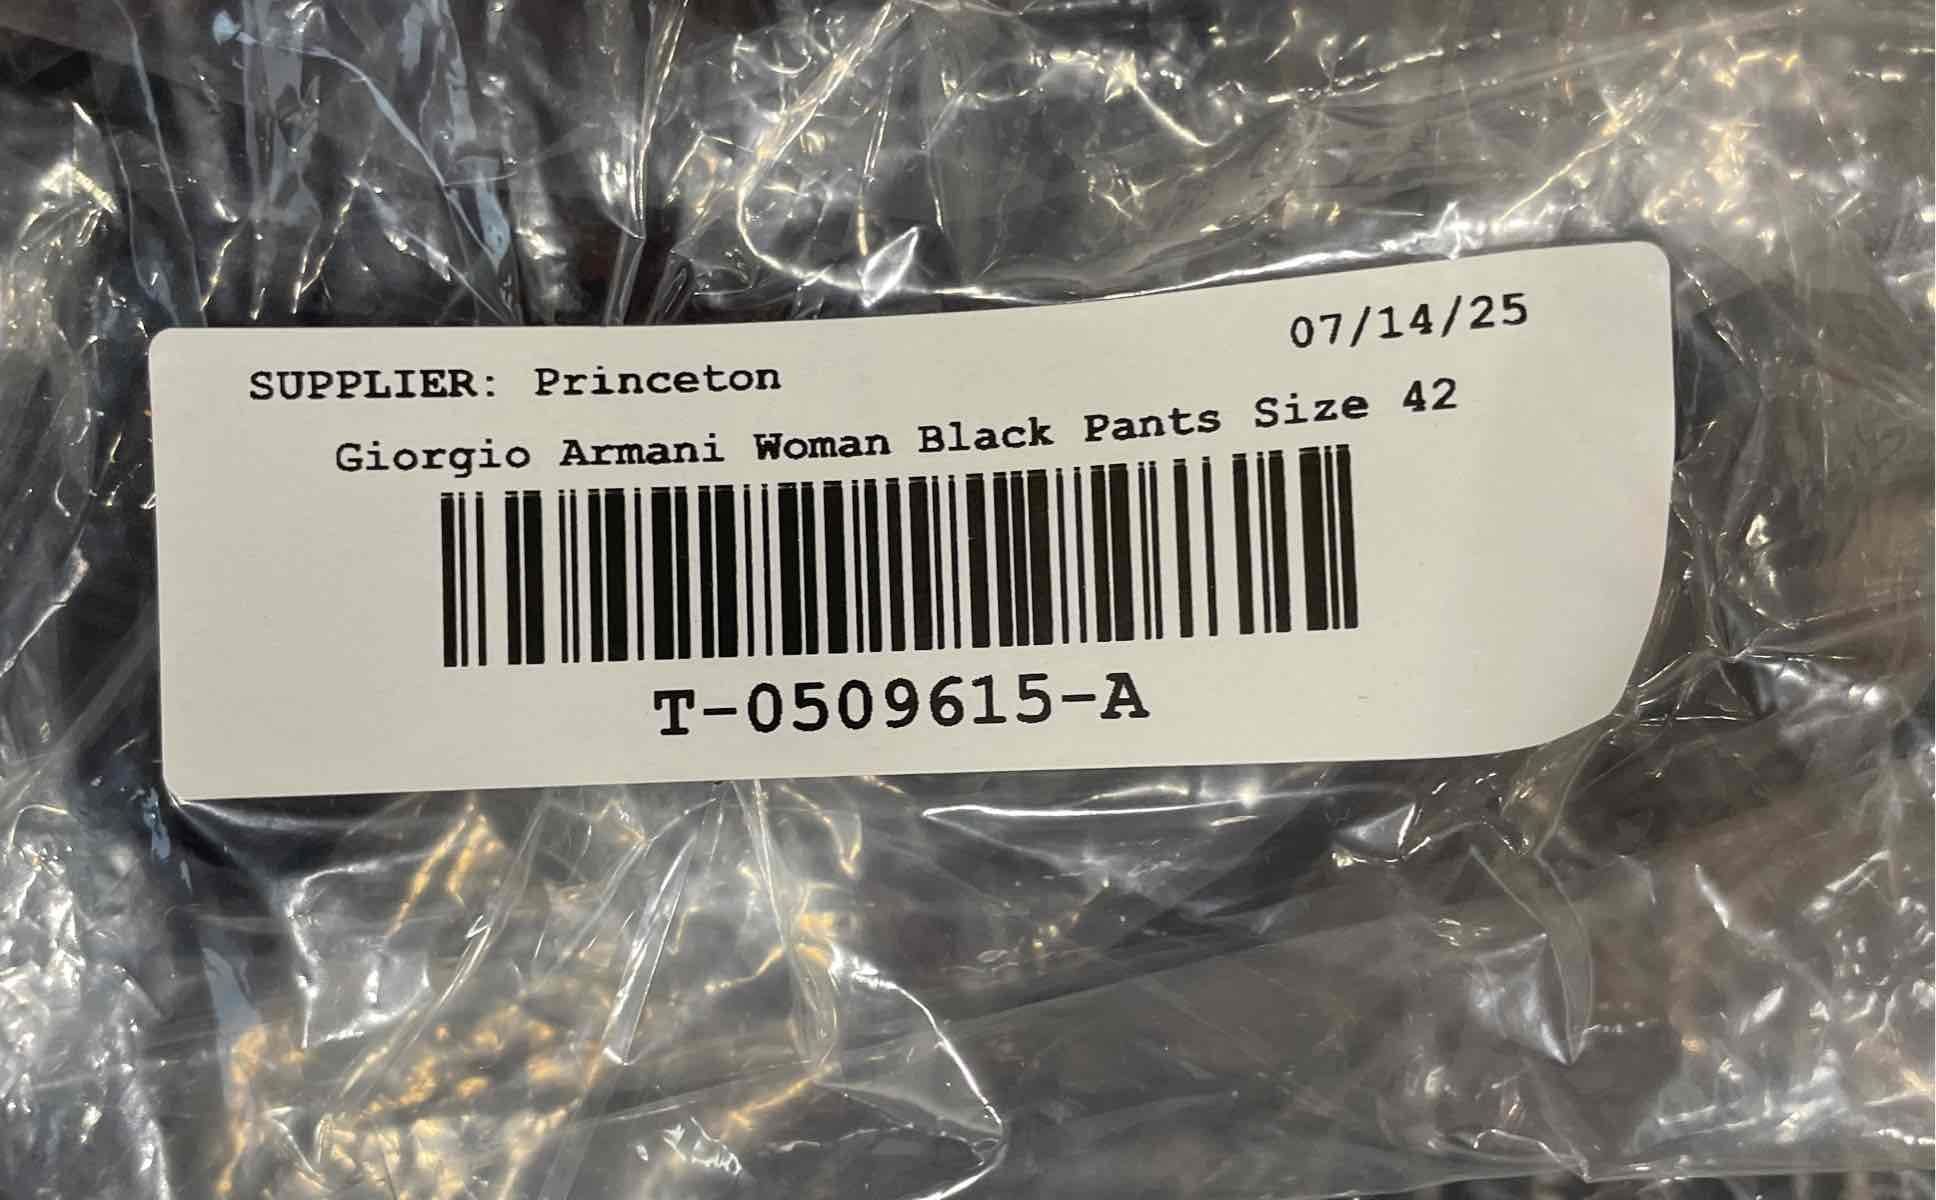 07/14/25
SUPPLIER: Princeton
Giorgio Armani Woman Black Pants Size 42
T-0509615-A